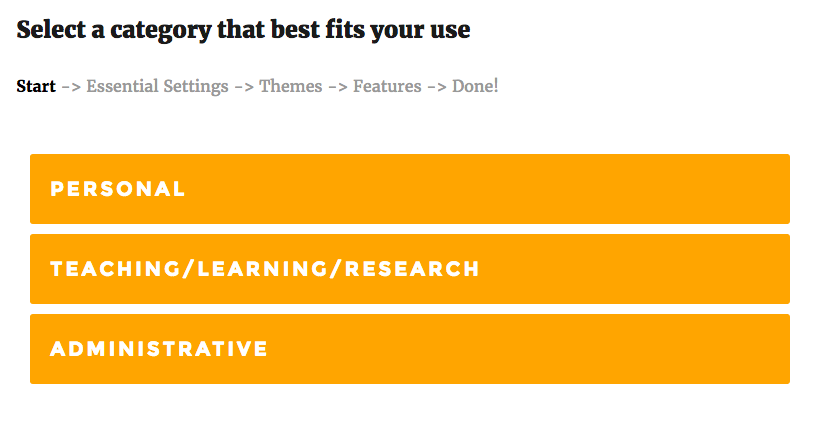 Select a category that best fits your use
Start -> Essential Settings -> Themes -> Features -> Done!
PERSONAL
TEACHING/LEARNING/RESEARCH
ADMINISTRATIVE